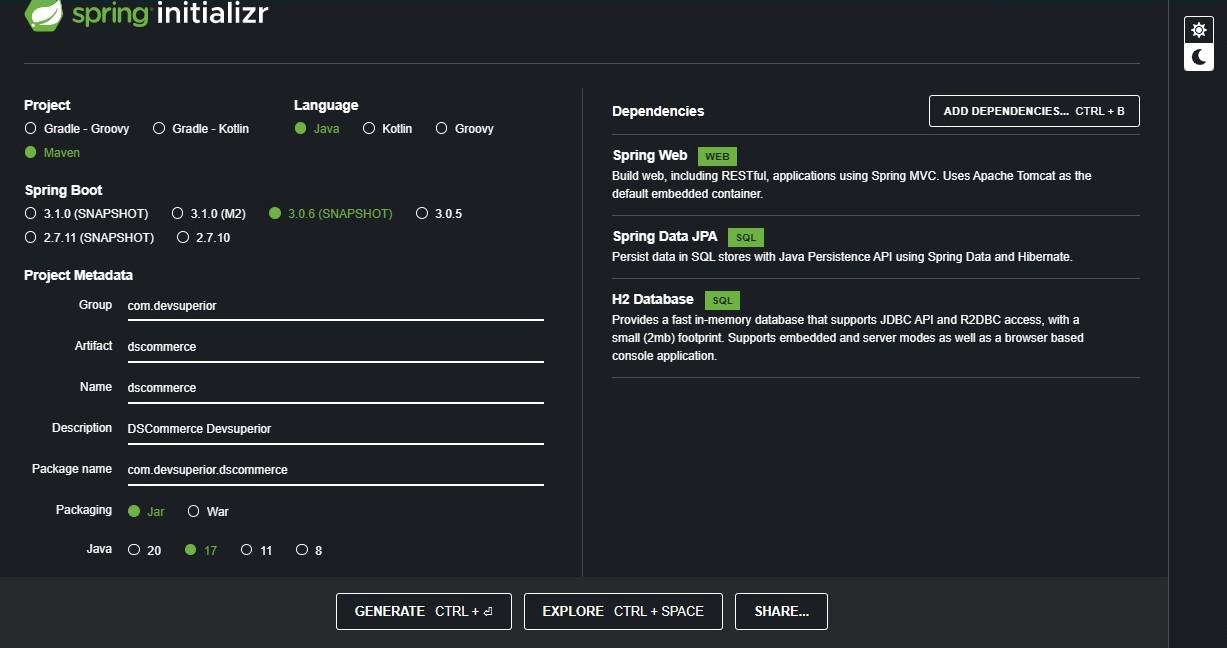 spring initializr
Project
Gradle - Groovy Gradle - Kotlin
Maven
Language
Java Kotlin Groovy
Spring Boot
3.1.0 (SNAPSHOT) 3.1.0 (M2) 3.0.6 (SNAPSHOT) 3.0.5
2.7.11 (SNAPSHOT) 2.7.10
Project Metadata
Group com.devsuperior
Artifact dscommerce
Name dscommerce
Description DSCommerce Devsuperior
Package name com.devsuperior.dscommerce
Packaging Jar War
Java 20 17 11 8
Dependencies ADD DEPENDENCIES... CTRL + B
Spring Web WEB
Build web, including RESTful, applications using Spring MVC. Uses Apache Tomcat as the
default embedded container.
Spring Data JPA SQL
Persist data in SQL stores with Java Persistence API using Spring Data and Hibernate.
H2 Database SQL
Provides a fast in-memory database that supports JDBC API and R2DBC access, with a
small (2mb) footprint. Supports embedded and server modes as well as a browser based
console application.
GENERATE CTRL + ⏎ EXPLORE CTRL + SPACE SHARE...